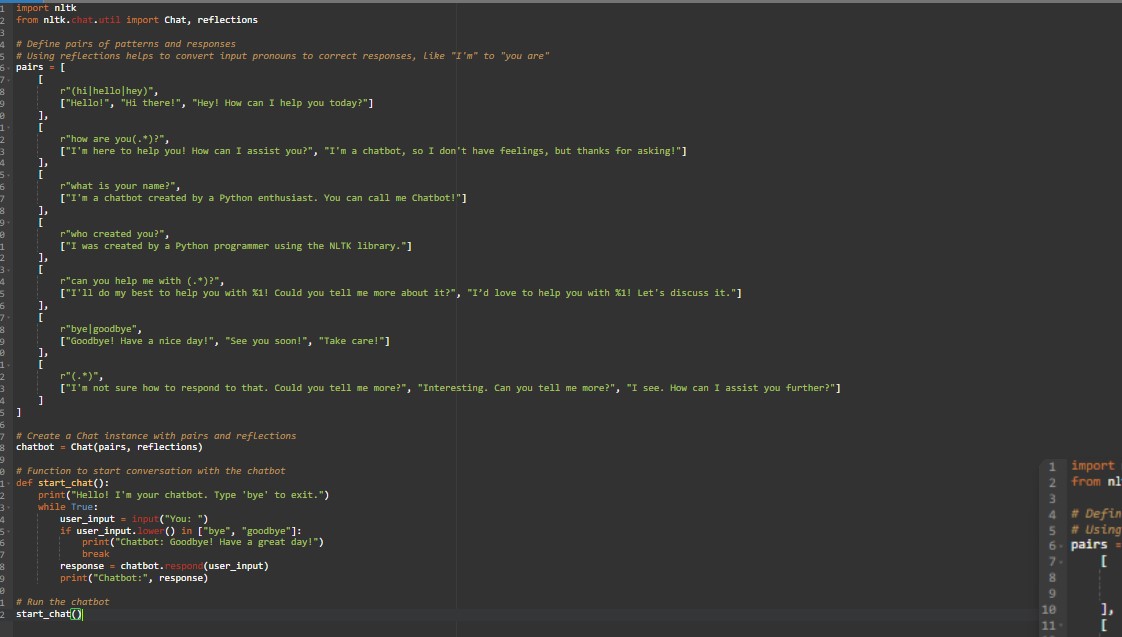 1 import nltk
2 from nltk.chat.util import Chat, reflections
3
4 # Define pairs of patterns and responses
5 # Using reflections helps to convert input pronouns to correct responses, like "I'm" to "you are"
6 pairs = [
7     [
8         r"(hi|hello|hey)",
9         ["Hello!", "Hi there!", "Hey! How can I help you today?"]
0     ],
1     [
2         r"how are you(.*)?",
3         ["I'm here to help you! How can I assist you?", "I'm a chatbot, so I don't have feelings, but thanks for asking!"]
4     ],
5     [
6         r"what is your name?",
7         ["I'm a chatbot created by a Python enthusiast. You can call me Chatbot!"]
8     ],
9     [
0         r"who created you?",
1         ["I was created by a Python programmer using the NLTK library."]
2     ],
3     [
4         r"can you help me with (.*)?",
5         ["I'll do my best to help you with %1! Could you tell me more about it?", "I’d love to help you with %1! Let's discuss it."]
6     ],
7     [
8         r"bye|goodbye",
9         ["Goodbye! Have a nice day!", "See you soon!", "Take care!"]
0     ],
1     [
2         r"(.*)",
3         ["I'm not sure how to respond to that. Could you tell me more?", "Interesting. Can you tell me more?", "I see. How can I assist you further?"]
4     ]
5 ]
6
7 # Create a Chat instance with pairs and reflections
8 chatbot = Chat(pairs, reflections)
9
0 # Function to start conversation with the chatbot
1 def start_chat():
2     print("Hello! I'm your chatbot. Type 'bye' to exit.")
3     while True:
4         user_input = input("You: ")
5         if user_input.lower() in ["bye", "goodbye"]:
6             print("Chatbot: Goodbye! Have a great day!")
7             break
8         response = chatbot.respond(user_input)
9         print("Chatbot:", response)
0
1 # Run the chatbot
2 start_chat()
1 import
2 from nl
3
4 # Defin
5 # Using
6 pairs =
7     [
8
9
10     ],
11     [